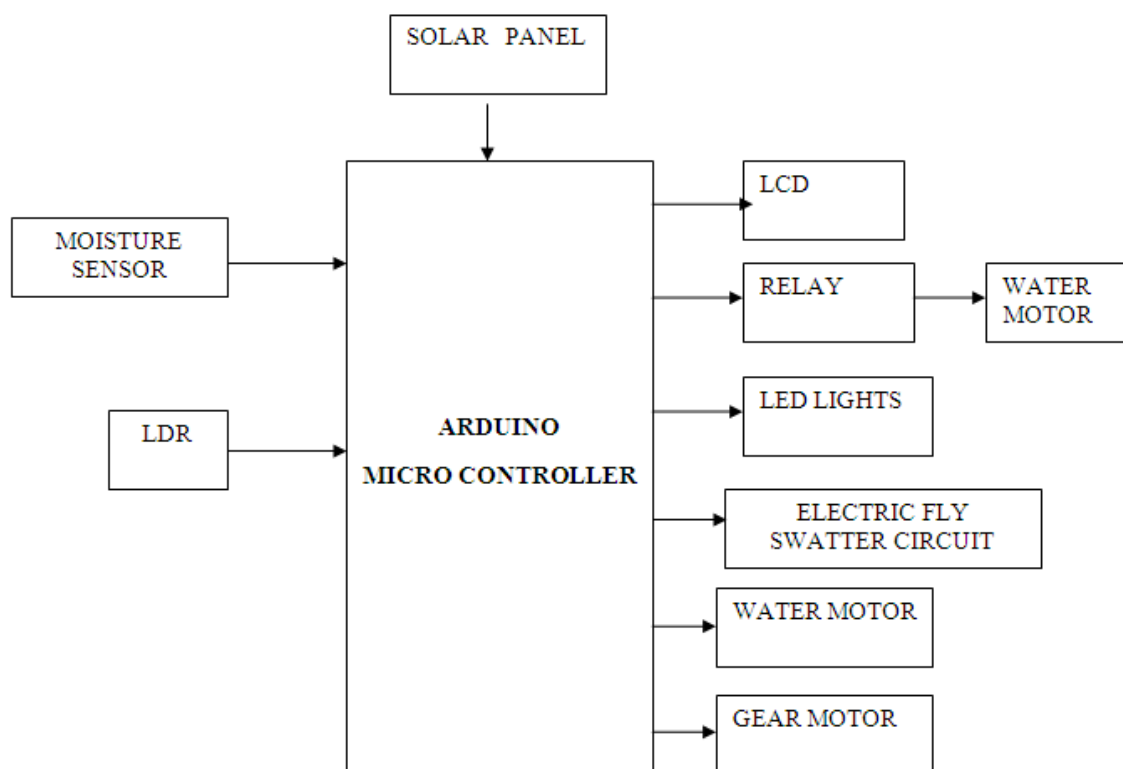 SOLAR PANEL
LCD
MOISTURE
SENSOR
RELAY
WATER
MOTOR
LED LIGHTS
LDR
ARDUINO
MICRO CONTROLLER
ELECTRIC FLY
SWATTER CIRCUIT
WATER MOTOR
GEAR MOTOR